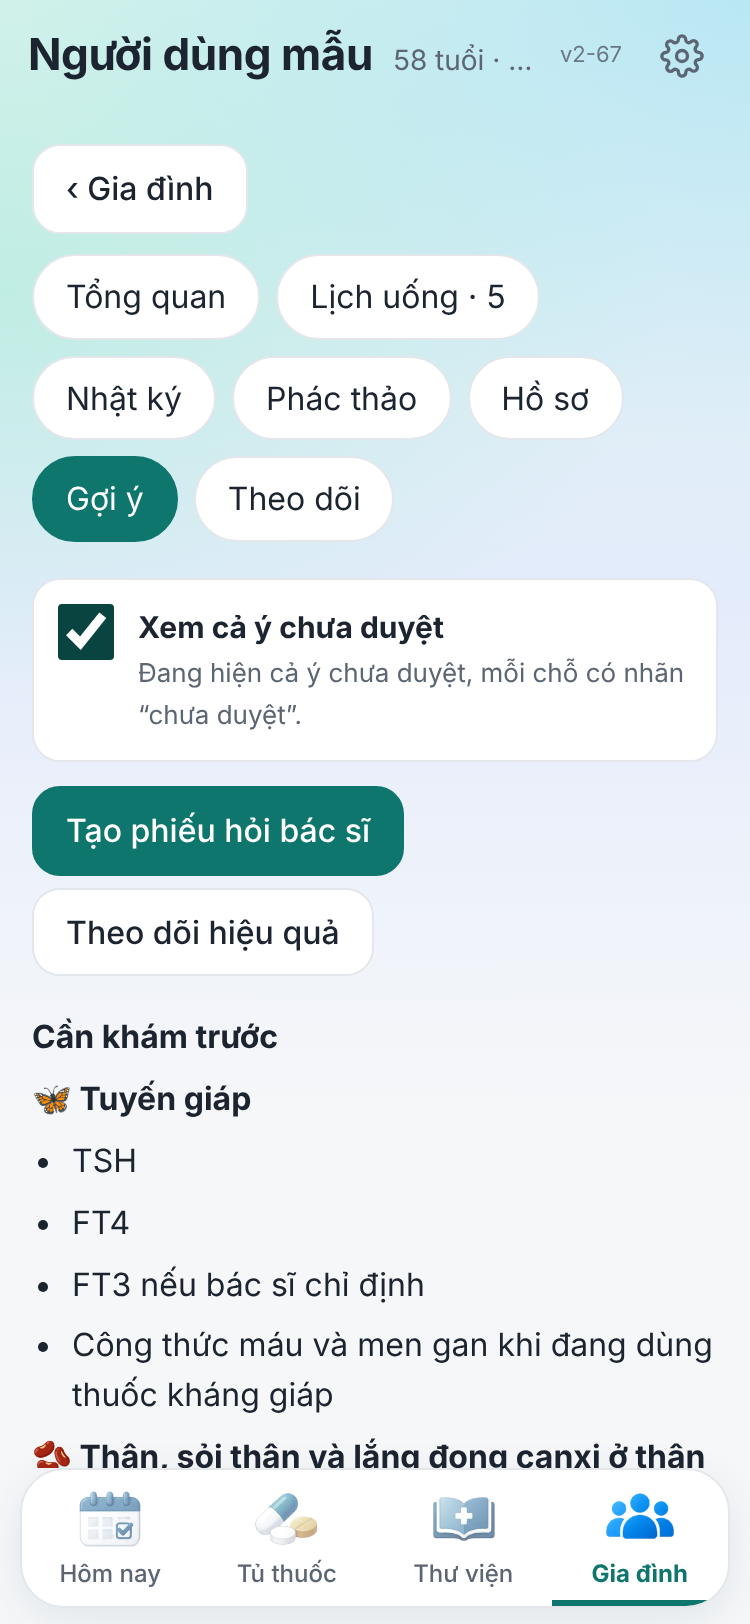 Người dùng mẫu 58 tuổi · ... v2-67
‹ Gia đình
Tổng quan Lịch uống · 5
Nhật ký Phác thảo Hồ sơ
Gợi ý Theo dõi
Xem cả ý chưa duyệt
Đang hiện cả ý chưa duyệt, mỗi chỗ có nhãn
“chưa duyệt”.
Tạo phiếu hỏi bác sĩ
Theo dõi hiệu quả
Cần khám trước
🦋 Tuyến giáp
• TSH
• FT4
• FT3 nếu bác sĩ chỉ định
• Công thức máu và men gan khi đang dùng
thuốc kháng giáp
🫘 Thận, sỏi thận và lắng đọng canxi ở thận
Hôm nay Tủ thuốc Thư viện Gia đình